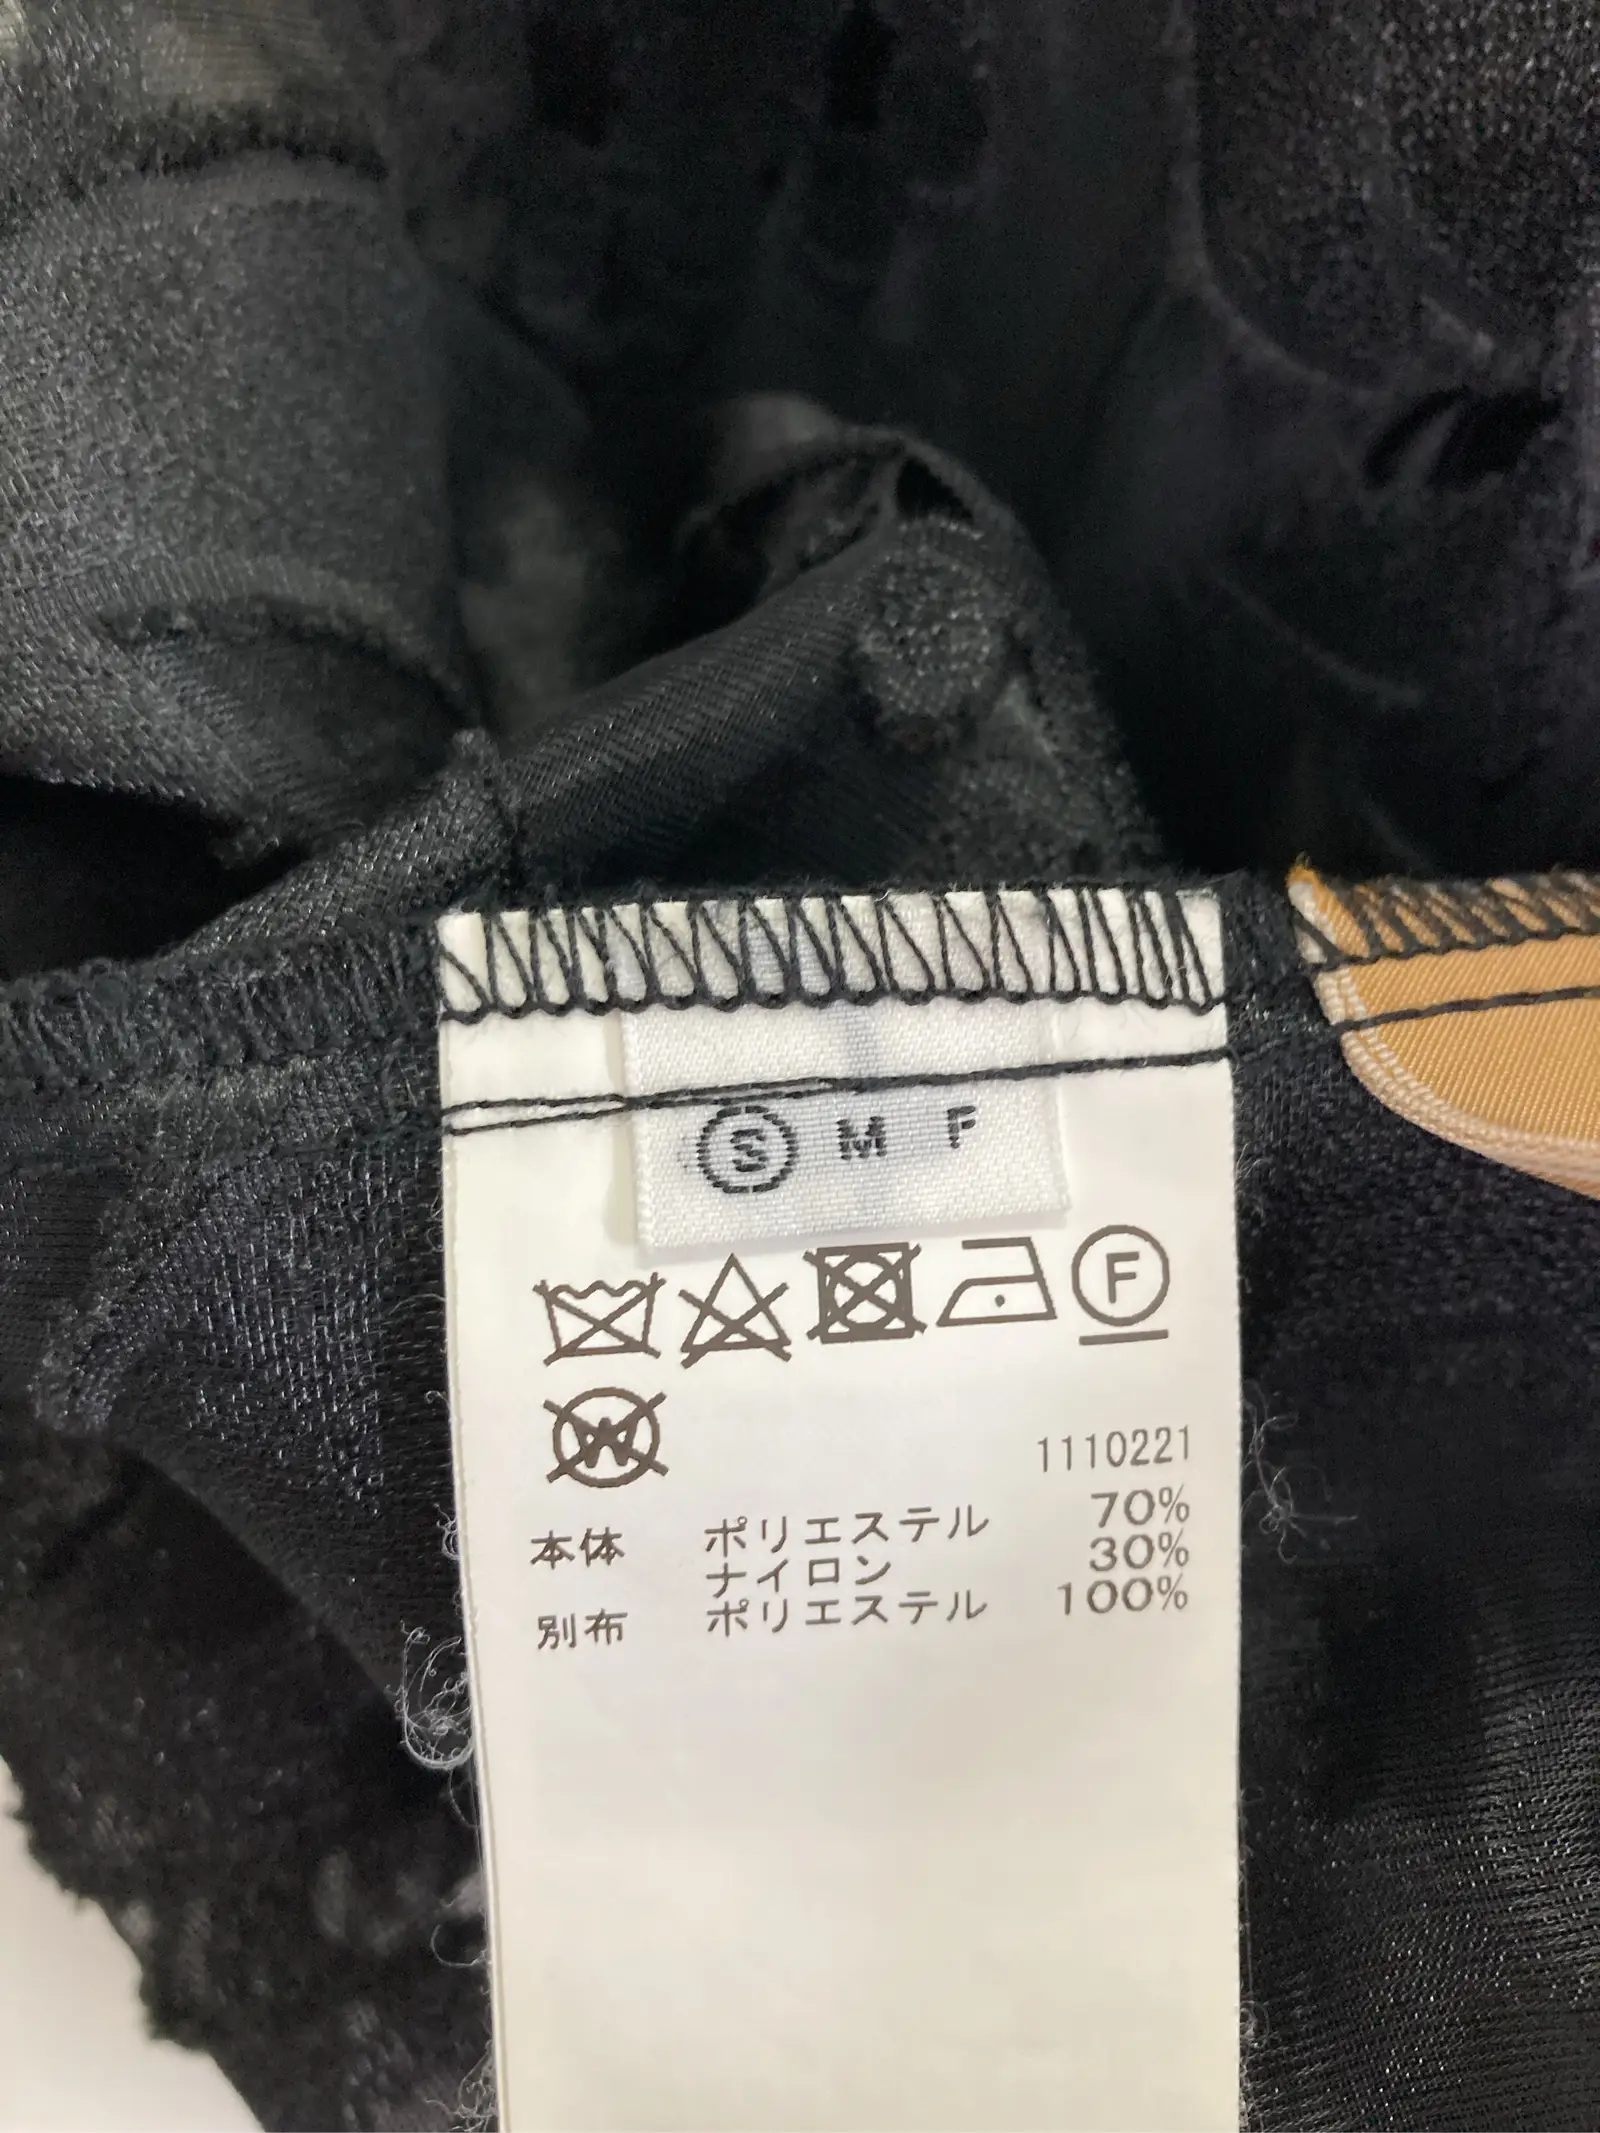 S M F
F
W
1110221
本体 ポリエステル 70%
ナイロン 30%
別布 ポリエステル 100%